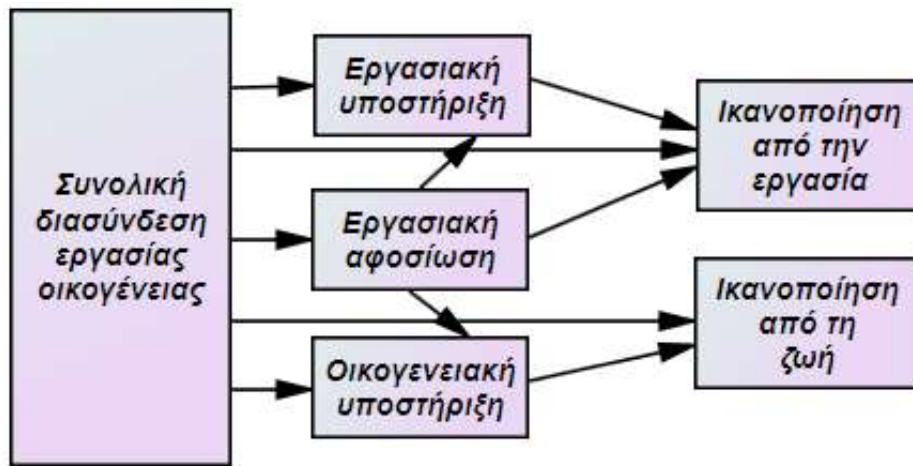 Συνολική
διασύνδεση
εργασίας
οικογένειας
Εργασιακή
υποστήριξη
Εργασιακή
αφοσίωση
Οικογενειακή
υποστήριξη
Ικανοποίηση
από την
εργασία
Ικανοποίηση
από τη
ζωή